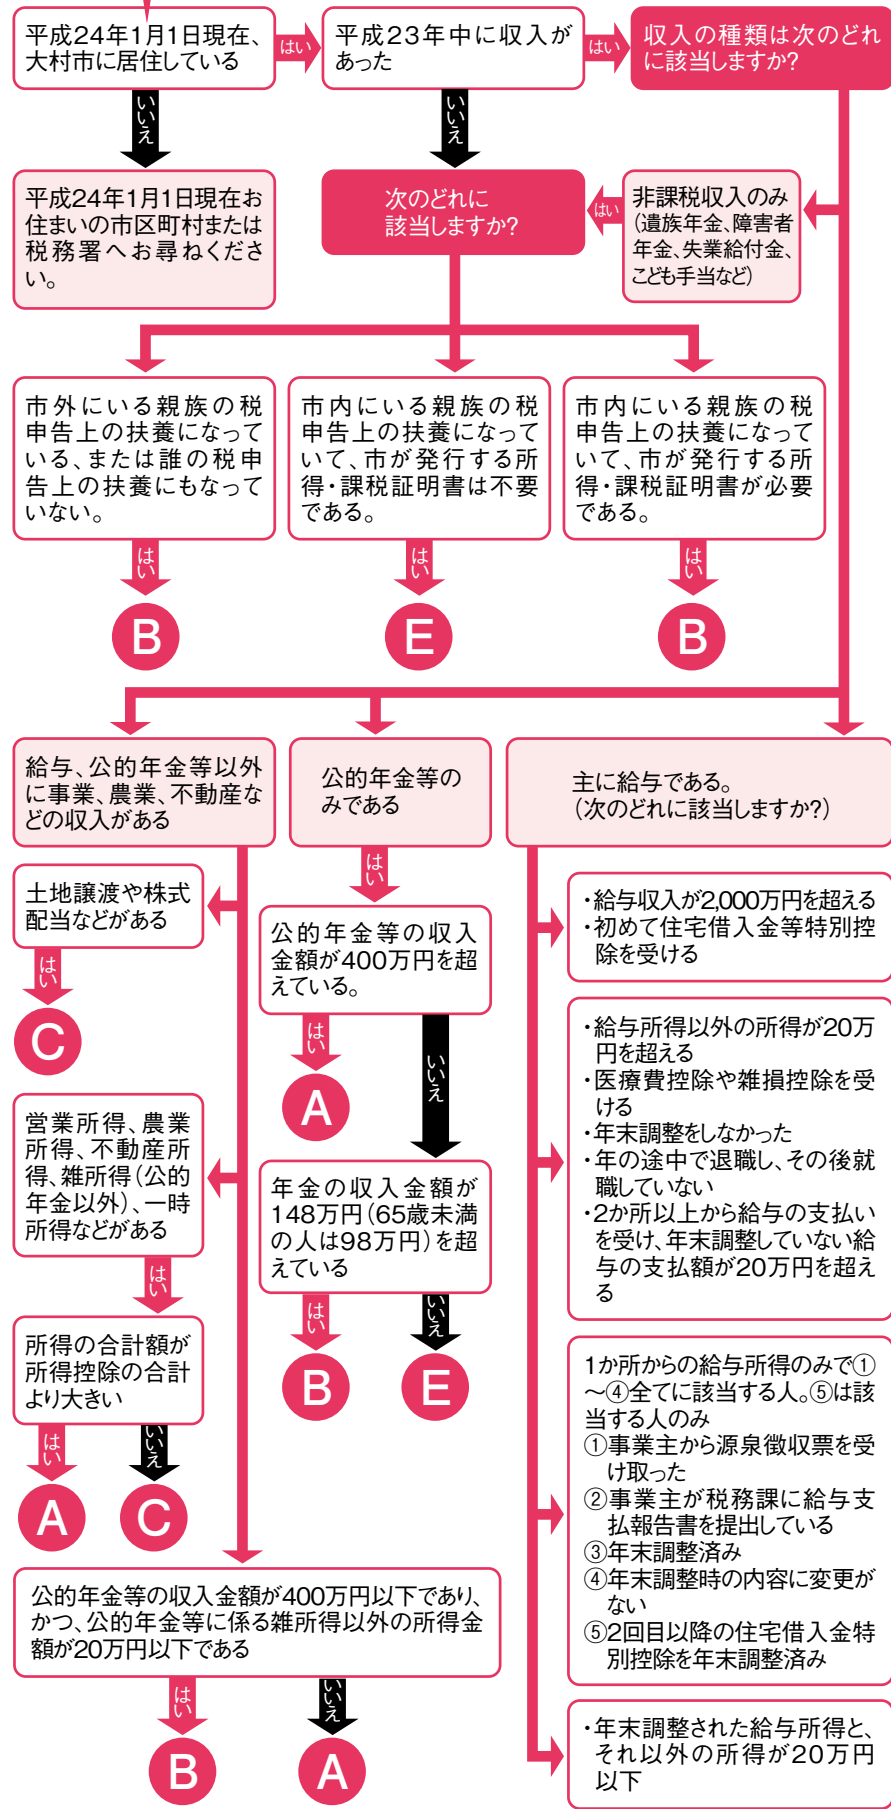 平成24年1月1日現在、
大村市に居住している
はい
平成23年中に収入が
あった
はい
収入の種類は次のどれ
に該当しますか?
いいえ
いいえ
平成24年1月1日現在お
住まいの市区町村または
税務署へお尋ねくださ
い。
次のどれに
該当しますか?
はい
非課税収入のみ
(遺族年金、障害者
年金、失業給付金、
こども手当など)
市外にいる親族の税
申告上の扶養になって
いる、または誰の税申
告上の扶養にもなって
いない。
市内にいる親族の税
申告上の扶養になって
いて、市が発行する所
得・課税証明書は不要
である。
市内にいる親族の税
申告上の扶養になって
いて、市が発行する所
得・課税証明書が必要
である。
はい
はい
はい
B
E
B
給与、公的年金等以外
に事業、農業、不動産な
どの収入がある
公的年金等の
みである
主に給与である。
(次のどれに該当しますか?)
土地譲渡や株式
配当などがある
はい
C
営業所得、農業
所得、不動産所
得、雑所得(公的
年金以外)、一時
所得などがある
はい
所得の合計額が
所得控除の合計
より大きい
はい
いいえ
A
C
公的年金等の収入金額が400万円以下であり、
かつ、公的年金等に係る雑所得以外の所得金
額が20万円以下である
はい
いいえ
B
A
はい
公的年金等の収入
金額が400万円を超
えている。
はい
いいえ
A
年金の収入金額が
148万円(65歳未満
の人は98万円)を超
えている
はい
いいえ
B
E
・給与収入が2,000万円を超える
・初めて住宅借入金等特別控
除を受ける
・給与所得以外の所得が20万
円を超える
・医療費控除や雑損控除を受
ける
・年末調整をしなかった
・年の途中で退職し、その後就
職していない
・2か所以上から給与の支払い
を受け、年末調整していない給
与の支払額が20万円を超え
る
1か所からの給与所得のみで①
～④全てに該当する人。⑤は該
当する人のみ
①事業主から源泉徴収票を受
け取った
②事業主が税務課に給与支
払報告書を提出している
③年末調整済み
④年末調整時の内容に変更が
ない
⑤2回目以降の住宅借入金特
別控除を年末調整済み
・年末調整された給与所得と、
それ以外の所得が20万円
以下